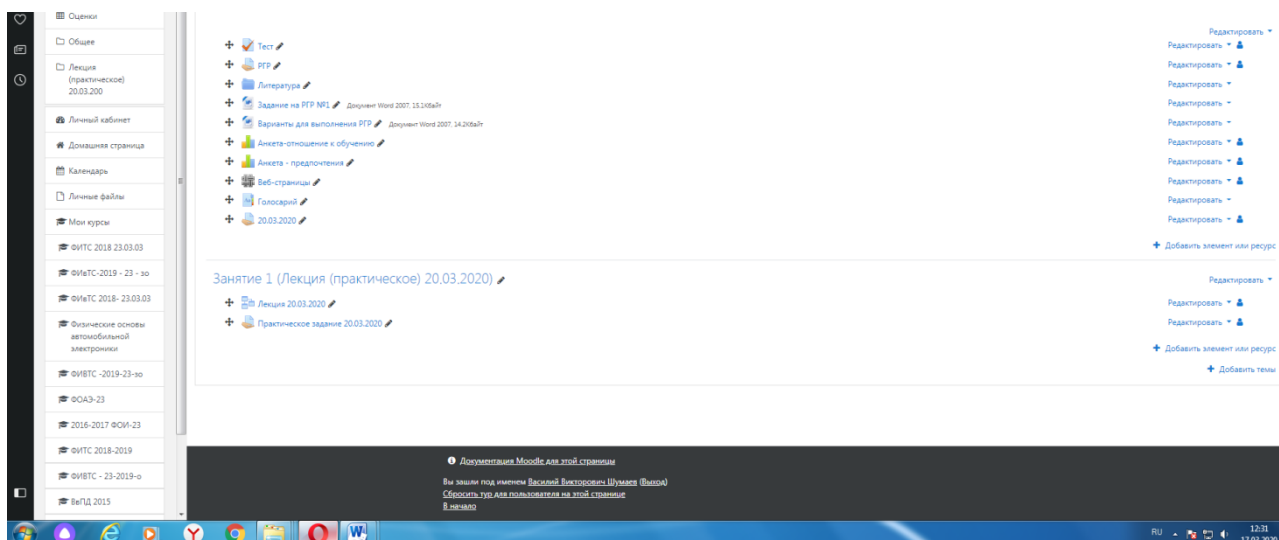 Оценки
Общее
Лекция
(практическое)
20.03.200
Личный кабинет
Домашняя страница
Календарь
Личные файлы
Мои курсы
ФИТС 2018 23.03.03
ФИвТС-2019 - 23 - зо
ФИвТС 2018- 23.03.03
Физические основы
автомобильной
электроники
ФИВТС -2019-23-зо
ФОАЭ-23
2016-2017 ФОИ-23
ФИТС 2018-2019
ФИВТС - 23-2019-о
ВеПД 2015
Редактировать
Тест Редактировать
РГР Редактировать
Литература Редактировать
Задание на РГР №1 Документ Word 2007, 15.1Кбайт Редактировать
Варианты для выполнения РГР Документ Word 2007, 14.2Кбайт Редактировать
Анкета-отношение к обучению Редактировать
Анкета - предпочтения Редактировать
Веб-страницы Редактировать
Голосарий Редактировать
20.03.2020 Редактировать
Добавить элемент или ресурс
Занятие 1 (Лекция (практическое) 20.03.2020) Редактировать
Лекция 20.03.2020 Редактировать
Практическое задание 20.03.2020 Редактировать
Добавить элемент или ресурс
Добавить темы
Документация Moodle для этой страницы
Вы зашли под именем Василий Викторович Шумаев (Выход)
Сбросить тур для пользователя на этой странице
В начало
RU 12:31
17.03.2020